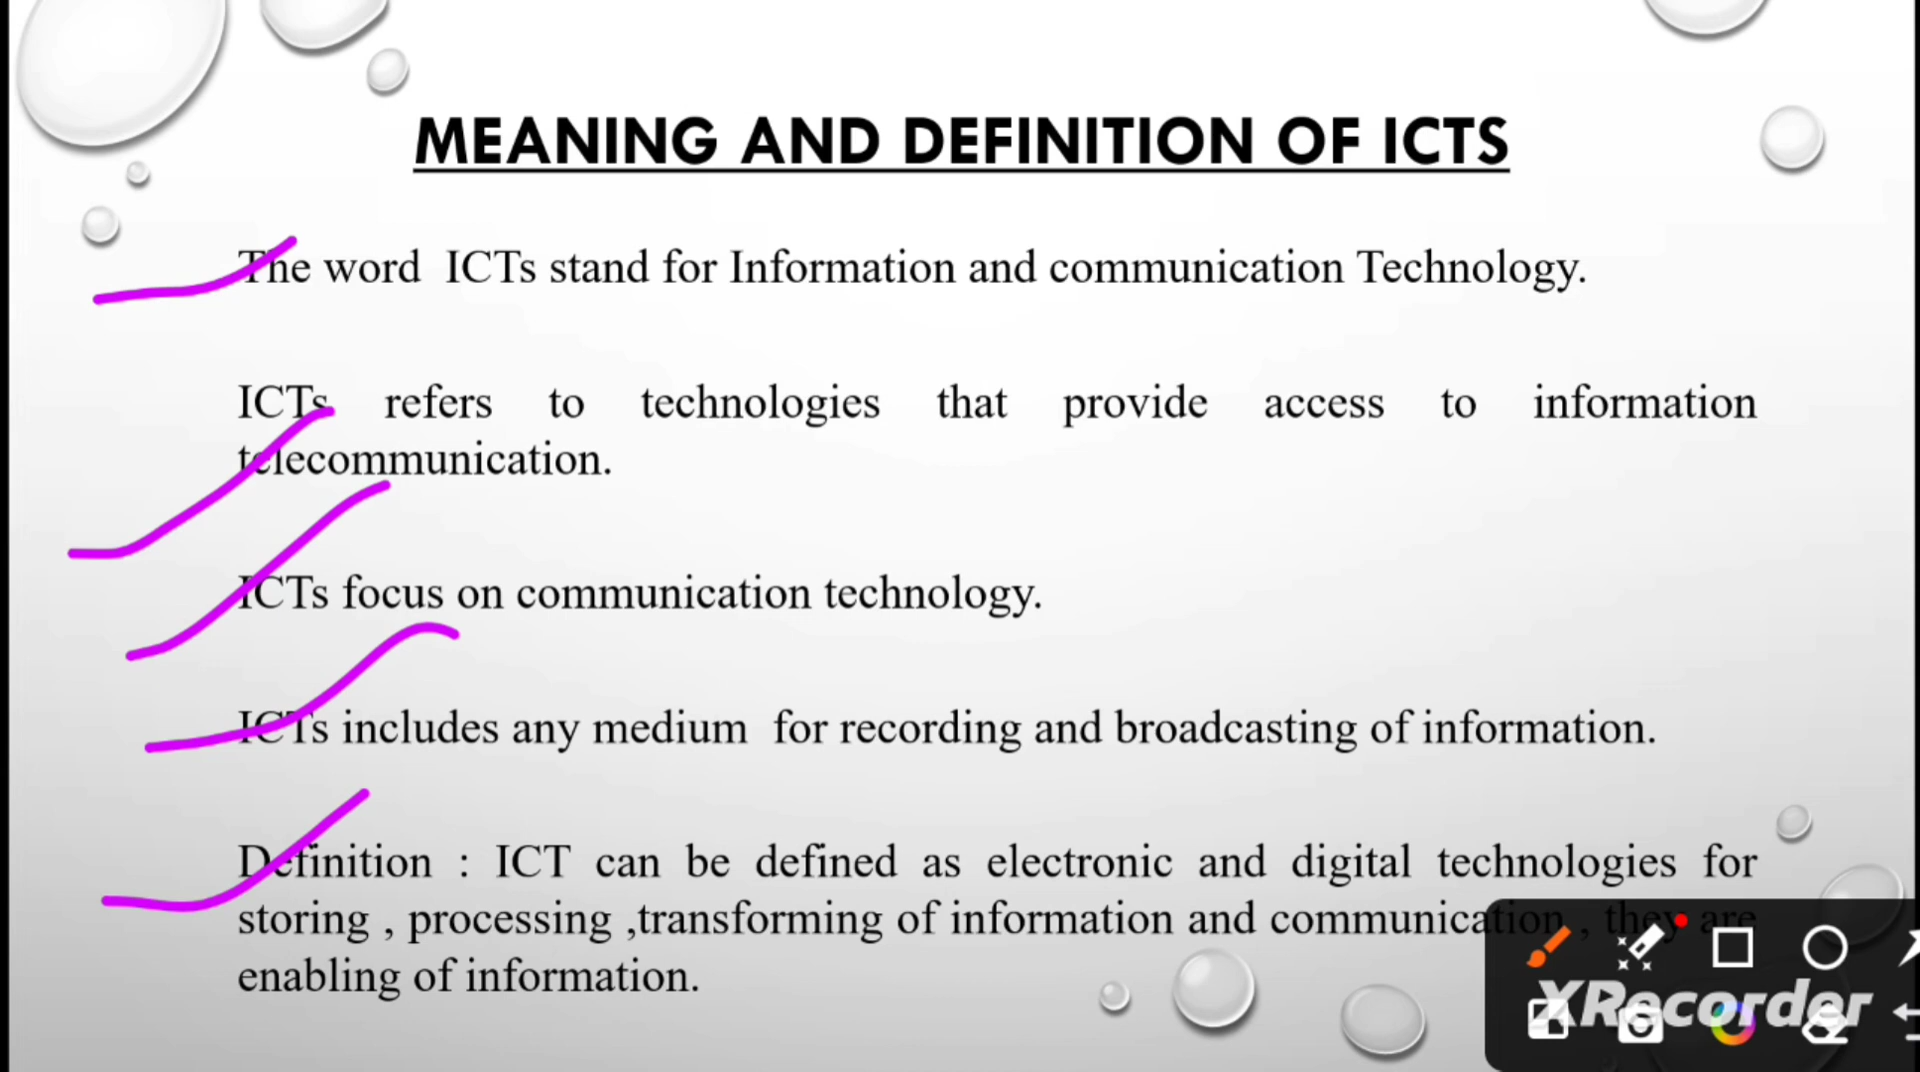 MEANING AND DEFINITION OF ICTS
The word ICTs stand for Information and communication Technology.
ICTs refers to technologies that provide access to information
telecommunication.
ICTs focus on communication technology.
ICTs includes any medium for recording and broadcasting of information.
Definition : ICT can be defined as electronic and digital technologies for
storing , processing ,transforming of information and communication , they are
enabling of information.
XRecorder